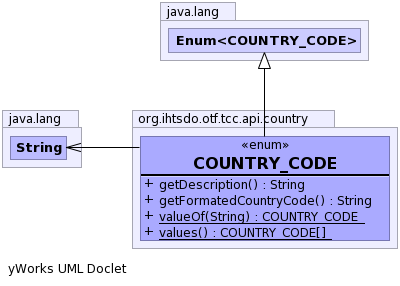 java.lang
Enum<COUNTRY_CODE>
java.lang
String
org.ihtsdo.otf.tcc.api.country
«enum»
COUNTRY_CODE
+ getDescription() : String
+ getFormatedCountryCode() : String
+ valueOf(String) : COUNTRY_CODE
+ values() : COUNTRY_CODE[]
yWorks UML Doclet